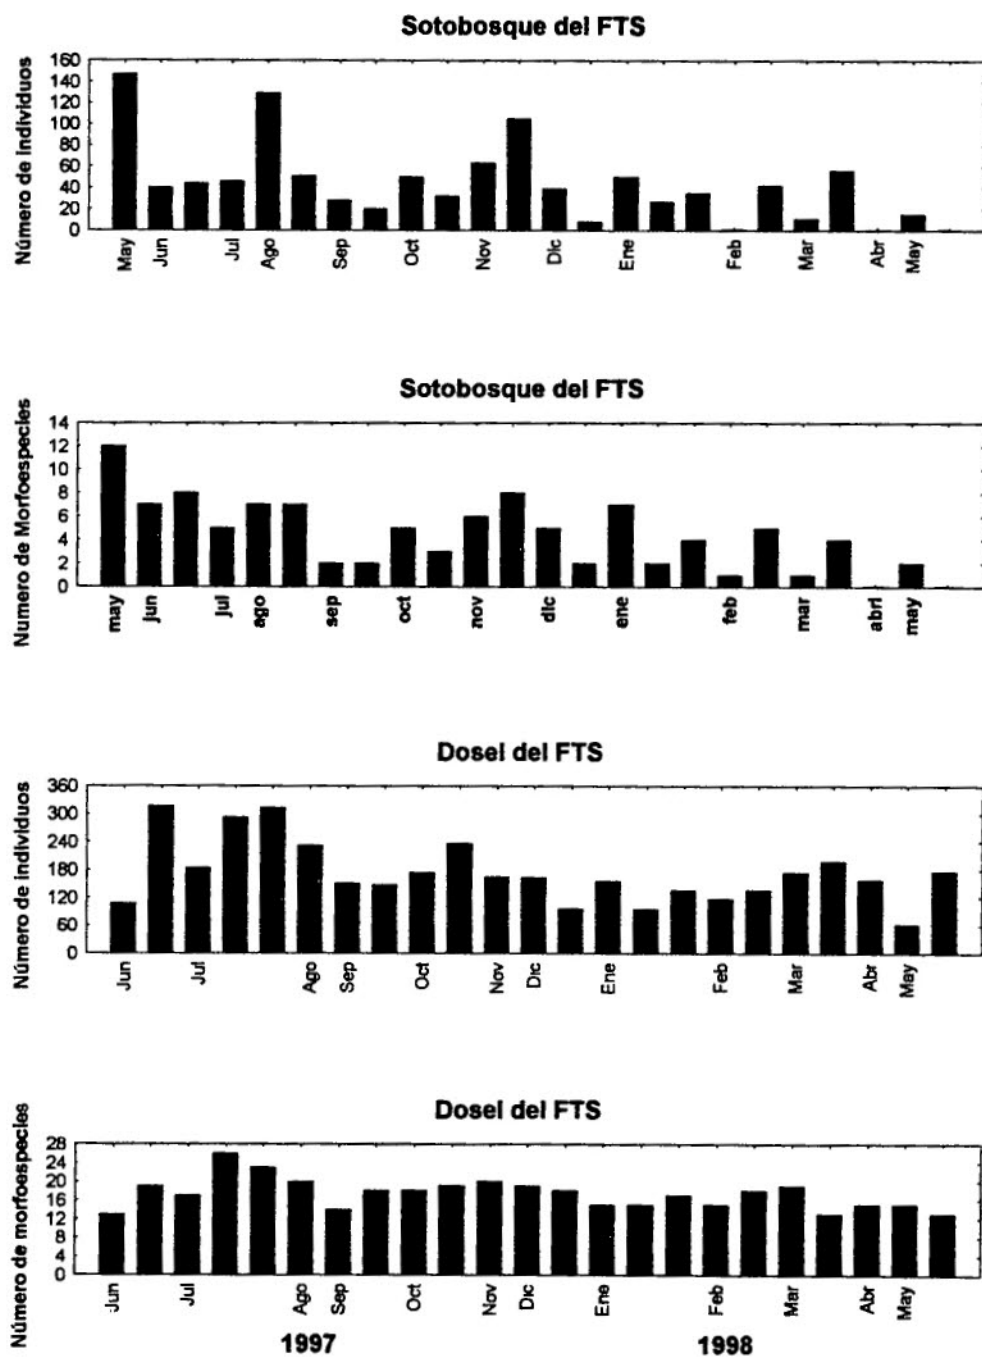 Sotobosque del FTS
Número de individuos
160
140
120
100
80
60
40
20
0
May Jun Jul Ago Sep Oct Nov Dic Ene Feb Mar Abr May
Sotobosque del FTS
Numero de Morfoespecies
14
12
10
8
6
4
2
0
may jun jul ago sep oct nov dic ene feb mar abri may
Dosel del FTS
Número de individuos
360
300
240
180
120
60
0
Jun Jul Ago Sep Oct Nov Dic Ene Feb Mar Abr May
Dosel del FTS
Número de morfoespecies
28
24
20
16
12
8
4
0
Jun Jul Ago Sep Oct Nov Dic Ene Feb Mar Abr May
1997 1998